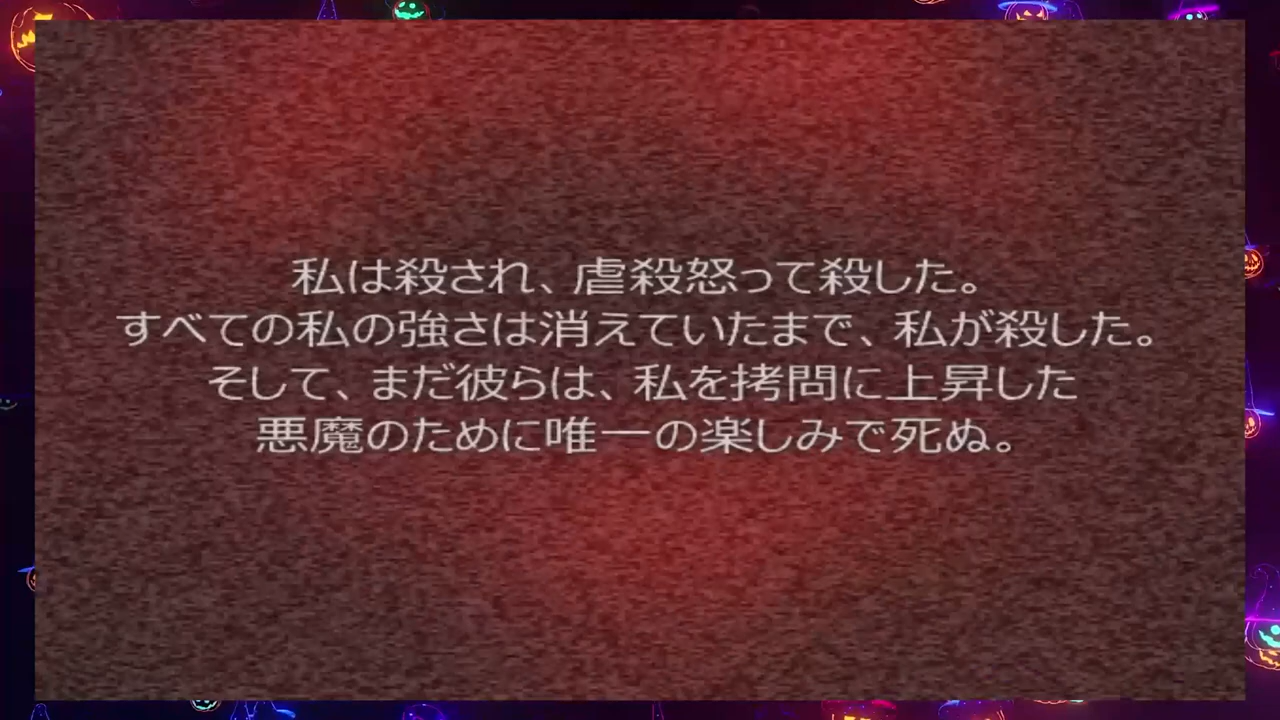 私は殺され、虐殺怒って殺した。
すべての私の強さは消えていたまで、私が殺した。
そして、まだ彼らは、私を拷問に上昇した
悪魔のために唯一の楽しみで死ぬ。